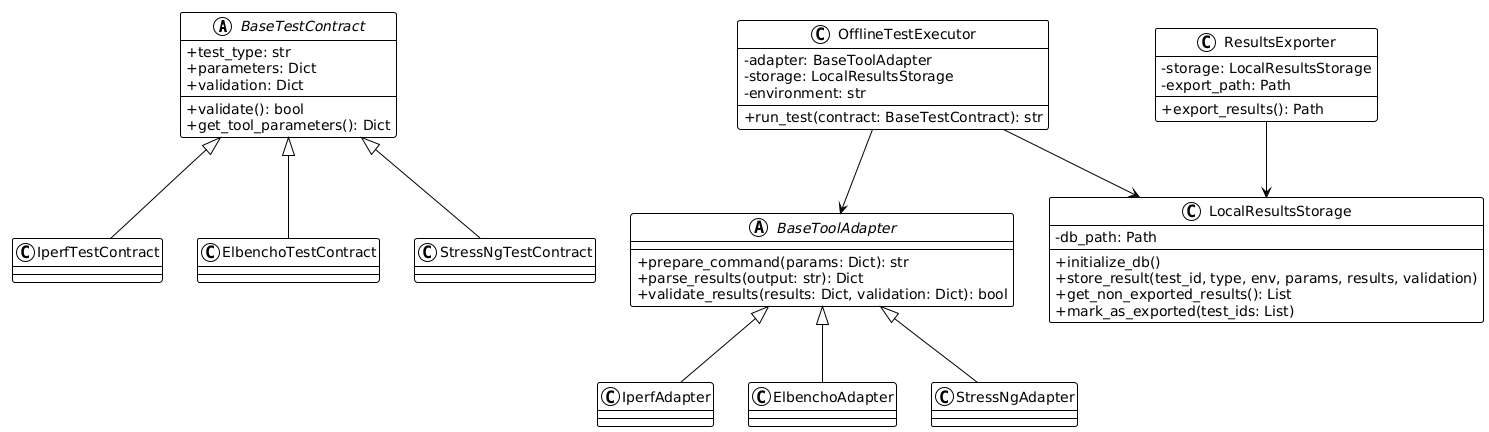 A BaseTestContract
+test_type: str
+parameters: Dict
+validation: Dict
+validate(): bool
+get_tool_parameters(): Dict
C OfflineTestExecutor
-adapter: BaseToolAdapter
-storage: LocalResultsStorage
-environment: str
+run_test(contract: BaseTestContract): str
C ResultsExporter
-storage: LocalResultsStorage
-export_path: Path
+export_results(): Path
C IperfTestContract
C ElbenchoTestContract
C StressNgTestContract
A BaseToolAdapter
+prepare_command(params: Dict): str
+parse_results(output: str): Dict
+validate_results(results: Dict, validation: Dict): bool
C LocalResultsStorage
-db_path: Path
+initialize_db()
+store_result(test_id, type, env, params, results, validation)
+get_non_exported_results(): List
+mark_as_exported(test_ids: List)
C IperfAdapter
C ElbenchoAdapter
C StressNgAdapter